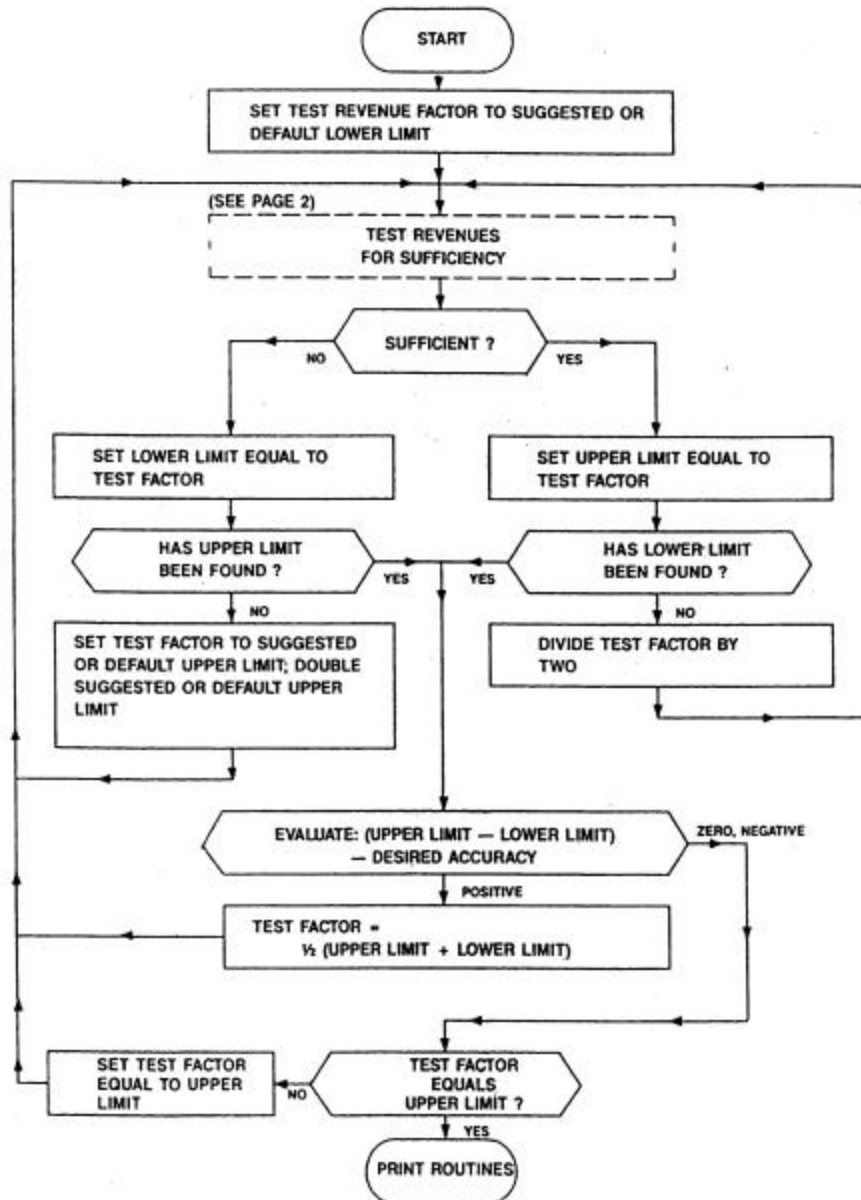 START
SET TEST REVENUE FACTOR TO SUGGESTED OR
DEFAULT LOWER LIMIT
(SEE PAGE 2)
TEST REVENUES
FOR SUFFICIENCY
SUFFICIENT ?
NO
YES
SET LOWER LIMIT EQUAL TO
TEST FACTOR
SET UPPER LIMIT EQUAL TO
TEST FACTOR
HAS UPPER LIMIT
BEEN FOUND ?
YES
YES
HAS LOWER LIMIT
BEEN FOUND ?
NO
NO
SET TEST FACTOR TO SUGGESTED
OR DEFAULT UPPER LIMIT; DOUBLE
SUGGESTED OR DEFAULT UPPER
LIMIT
DIVIDE TEST FACTOR BY
TWO
EVALUATE: (UPPER LIMIT — LOWER LIMIT)
— DESIRED ACCURACY
ZERO, NEGATIVE
POSITIVE
TEST FACTOR =
½ (UPPER LIMIT + LOWER LIMIT)
SET TEST FACTOR
EQUAL TO UPPER
LIMIT
NO
TEST FACTOR
EQUALS
UPPER LIMIT ?
YES
PRINT ROUTINES